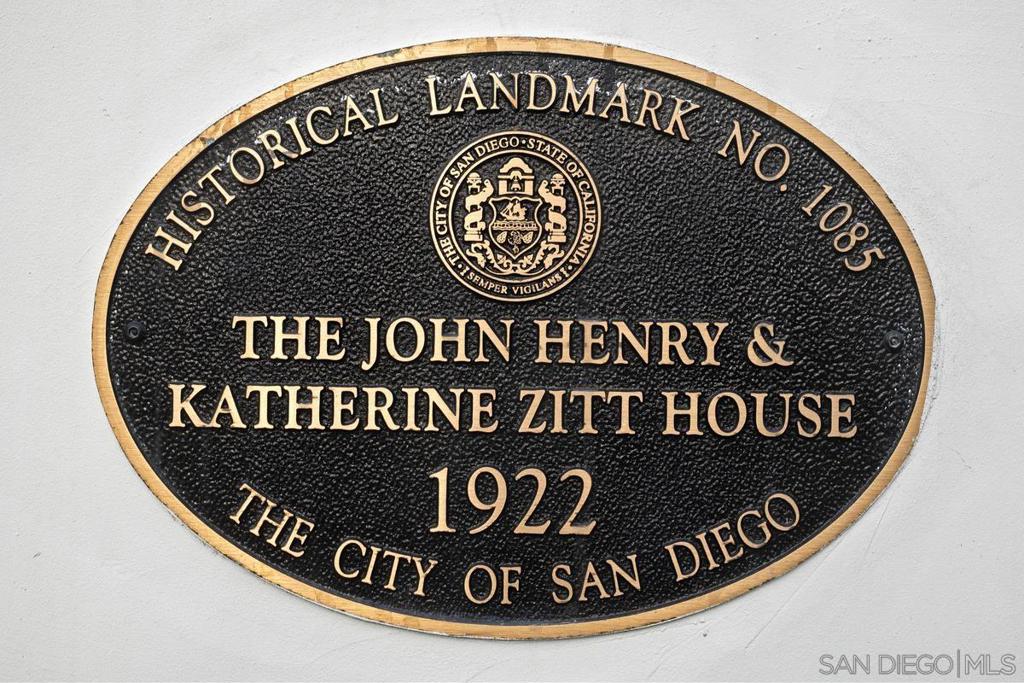 HISTORICAL LANDMARK NO. 1085
THE CITY OF SAN DIEGO • STATE OF CALIFORNIA •
SEMPER VIGILANS
THE JOHN HENRY &
KATHERINE ZITT HOUSE
1922
THE CITY OF SAN DIEGO
SAN DIEGO|MLS